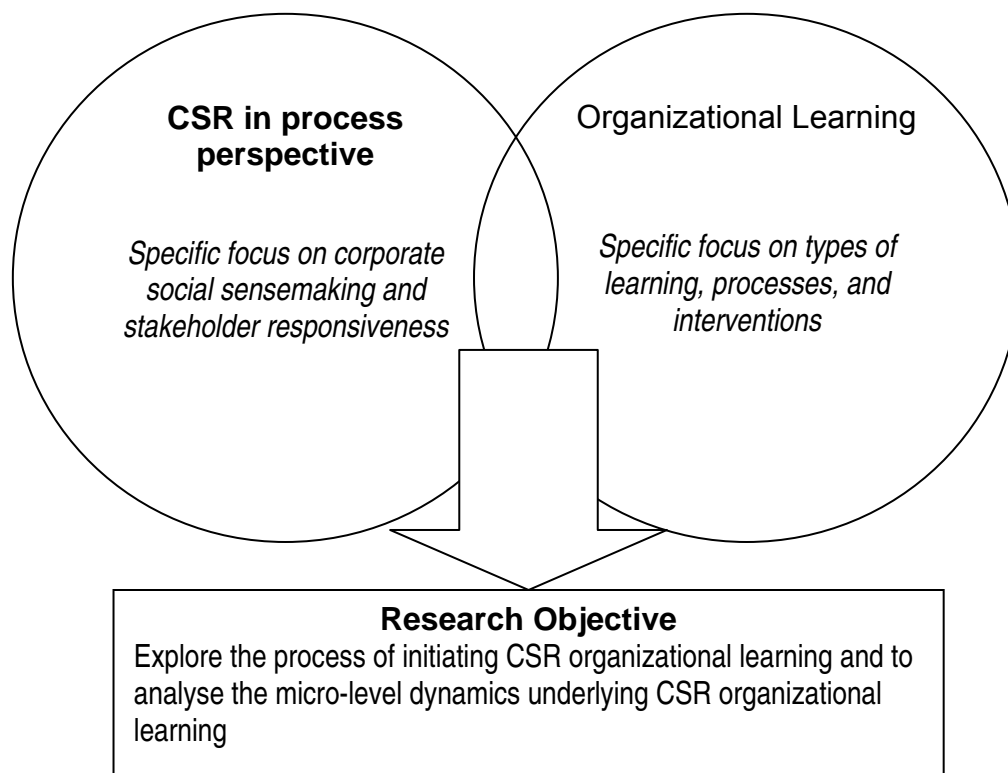 CSR in process
perspective
Specific focus on corporate
social sensemaking and
stakeholder responsiveness
Organizational Learning
Specific focus on types of
learning, processes, and
interventions
Research Objective
Explore the process of initiating CSR organizational learning and to
analyse the micro-level dynamics underlying CSR organizational
learning